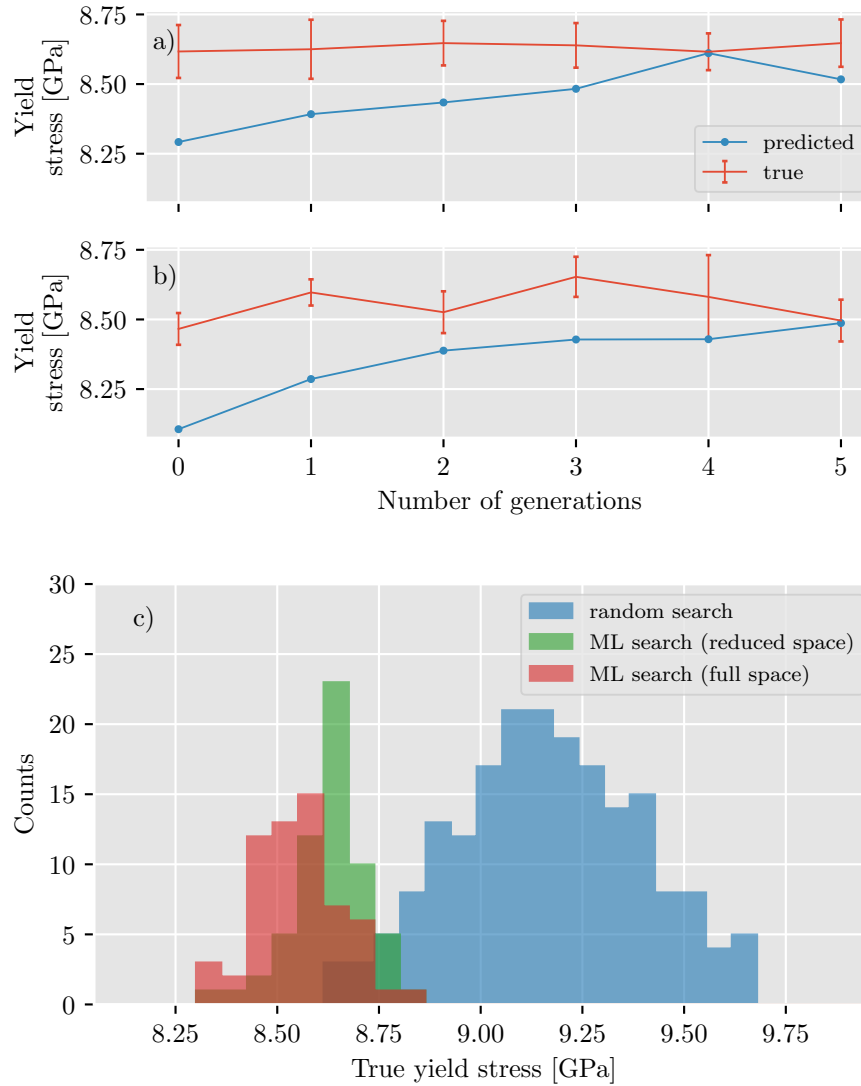 8.75
8.50
8.25
Yield
stress [GPa]
a)
predicted
true
8.75
8.50
8.25
Yield
stress [GPa]
b)
0 1 2 3 4 5
Number of generations
30
25
20
15
10
5
0
Counts
c)
random search
ML search (reduced space)
ML search (full space)
8.25 8.50 8.75 9.00 9.25 9.50 9.75
True yield stress [GPa]